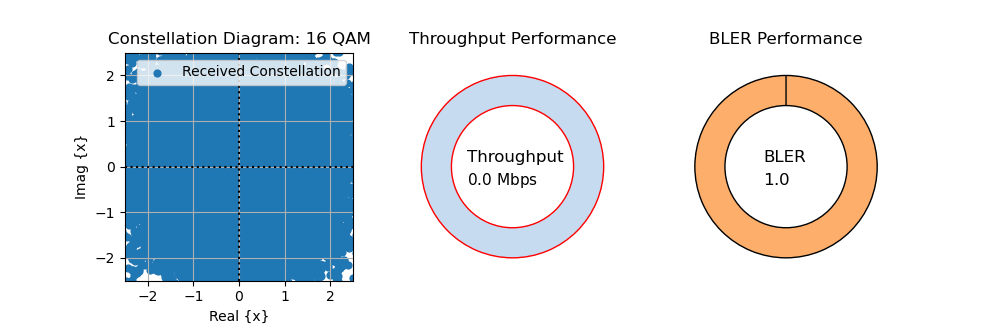 Constellation Diagram: 16 QAM
Received Constellation
2
1
0
−1
−2
Imag {x}
−2
−1
0
1
2
Real {x}
Throughput Performance
Throughput
0.0 Mbps
BLER Performance
BLER
1.0